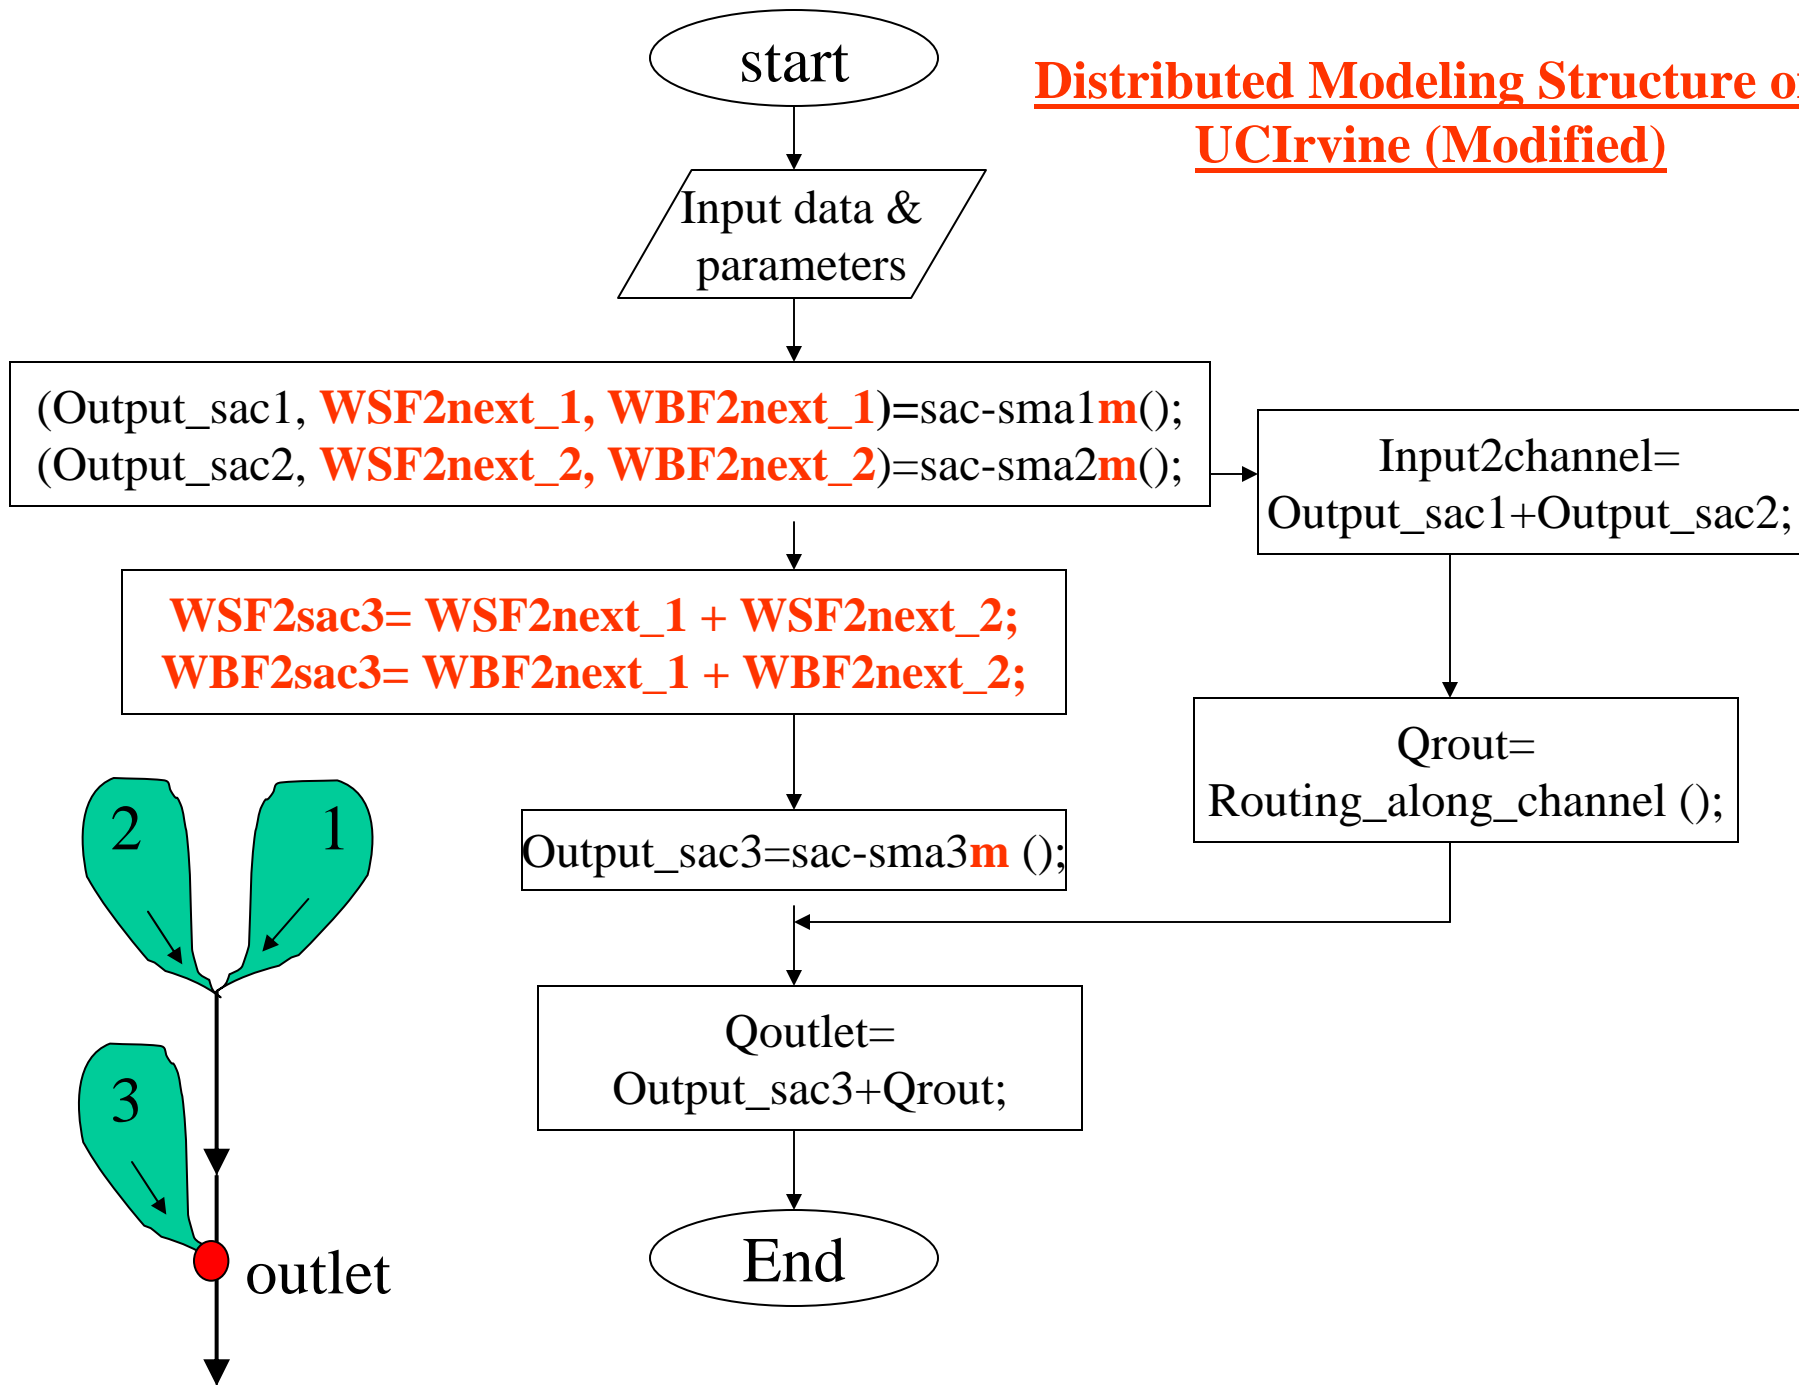 start
Distributed Modeling Structure of
UCIrvine (Modified)
Input data &
parameters
(Output_sac1, WSF2next_1, WBF2next_1)=sac-sma1m();
(Output_sac2, WSF2next_2, WBF2next_2)=sac-sma2m();
Input2channel=
Output_sac1+Output_sac2;
WSF2sac3= WSF2next_1 + WSF2next_2;
WBF2sac3= WBF2next_1 + WBF2next_2;
Qrout=
Routing_along_channel ();
Output_sac3=sac-sma3m ();
Qoutlet=
Output_sac3+Qrout;
End
2
1
3
outlet